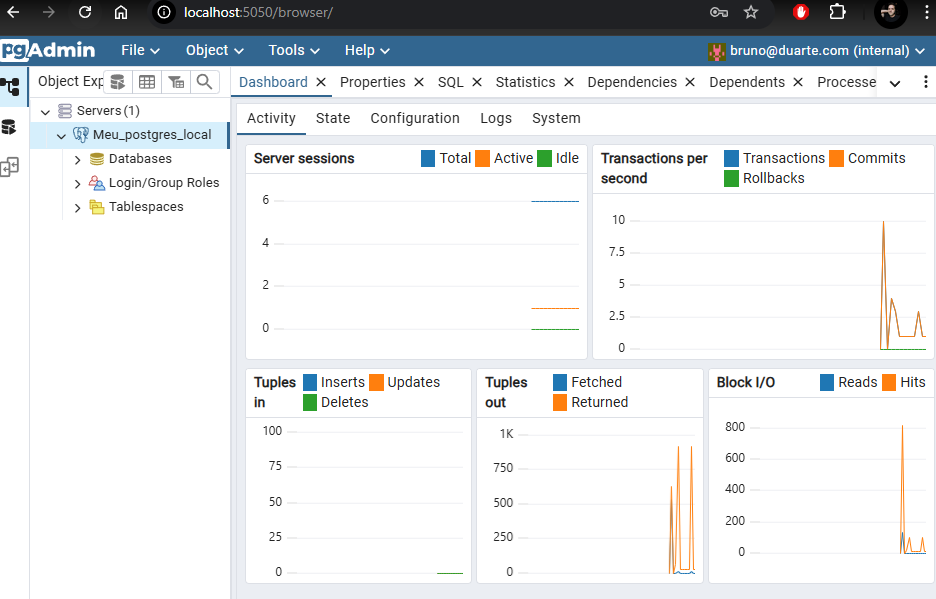 localhost:5050/browser/
pgAdmin File Object Tools Help bruno@duarte.com (internal)
Object Exp
Dashboard Properties SQL Statistics Dependencies Dependents Processe
Servers (1)
Meu_postgres_local
Databases
Login/Group Roles
Tablespaces
Activity State Configuration Logs System
Server sessions Total Active Idle
6
4
2
0
Transactions per second Transactions Commits
Rollbacks
10
7.5
5
2.5
0
Tuples in Inserts Updates
Deletes
100
75
50
25
0
Tuples out Fetched
Returned
1K
750
500
250
0
Block I/O Reads Hits
800
600
400
200
0